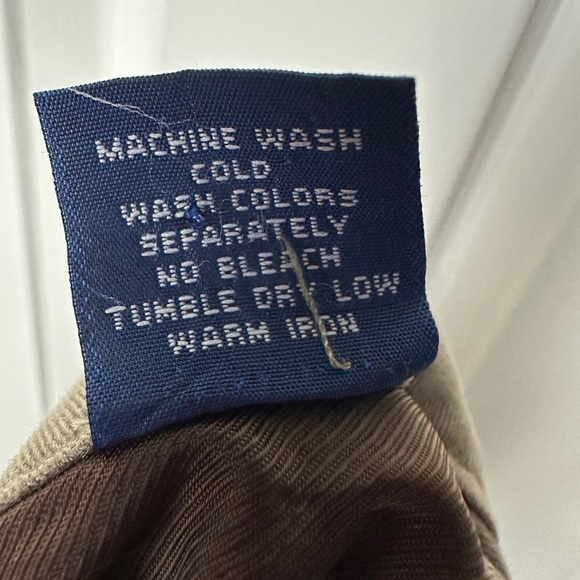 MACHINE WASH
COLD
WASH COLORS
SEPARATELY
NO BLEACH
TUMBLE DRY LOW
WARM IRON